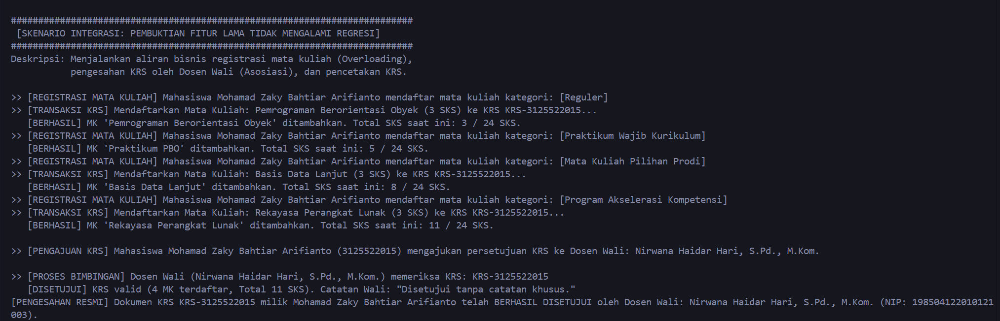 ##########################################################################
[SKENARIO INTEGRASI: PEMBUKTIAN FITUR LAMA TIDAK MENGALAMI REGRESI]
##########################################################################
Deskripsi: Menjalankan aliran bisnis registrasi mata kuliah (Overloading),
pengesahan KRS oleh Dosen Wali (Asosiasi), dan pencetakan KRS.
>> [REGISTRASI MATA KULIAH] Mahasiswa Mohamad Zaky Bahtiar Arifianto mendaftar mata kuliah kategori: [Reguler]
>> [TRANSAKSI KRS] Mendaftarkan Mata Kuliah: Pemrograman Berorientasi Obyek (3 SKS) ke KRS KRS-3125522015...
[BERHASIL] MK 'Pemrograman Berorientasi Obyek' ditambahkan. Total SKS saat ini: 3 / 24 SKS.
>> [REGISTRASI MATA KULIAH] Mahasiswa Mohamad Zaky Bahtiar Arifianto mendaftar mata kuliah kategori: [Praktikum Wajib Kurikulum]
[BERHASIL] MK 'Praktikum PBO' ditambahkan. Total SKS saat ini: 5 / 24 SKS.
>> [REGISTRASI MATA KULIAH] Mahasiswa Mohamad Zaky Bahtiar Arifianto mendaftar mata kuliah kategori: [Mata Kuliah Pilihan Prodi]
>> [TRANSAKSI KRS] Mendaftarkan Mata Kuliah: Basis Data Lanjut (3 SKS) ke KRS KRS-3125522015...
[BERHASIL] MK 'Basis Data Lanjut' ditambahkan. Total SKS saat ini: 8 / 24 SKS.
>> [REGISTRASI MATA KULIAH] Mahasiswa Mohamad Zaky Bahtiar Arifianto mendaftar mata kuliah kategori: [Program Akselerasi Kompetensi]
>> [TRANSAKSI KRS] Mendaftarkan Mata Kuliah: Rekayasa Perangkat Lunak (3 SKS) ke KRS KRS-3125522015...
[BERHASIL] MK 'Rekayasa Perangkat Lunak' ditambahkan. Total SKS saat ini: 11 / 24 SKS.
>> [PENGAJUAN KRS] Mahasiswa Mohamad Zaky Bahtiar Arifianto (3125522015) mengajukan persetujuan KRS ke Dosen Wali: Nirwana Haidar Hari, S.Pd., M.Kom.
>> [PROSES BIMBINGAN] Dosen Wali (Nirwana Haidar Hari, S.Pd., M.Kom.) memeriksa KRS: KRS-3125522015
[DISETUJUI] KRS valid (4 MK terdaftar, Total 11 SKS). Catatan Wali: "Disetujui tanpa catatan khusus."
[PENGESAHAN RESMI] Dokumen KRS KRS-3125522015 milik Mohamad Zaky Bahtiar Arifianto telah BERHASIL DISETUJUI oleh Dosen Wali: Nirwana Haidar Hari, S.Pd., M.Kom. (NIP: 198504122010121
003).